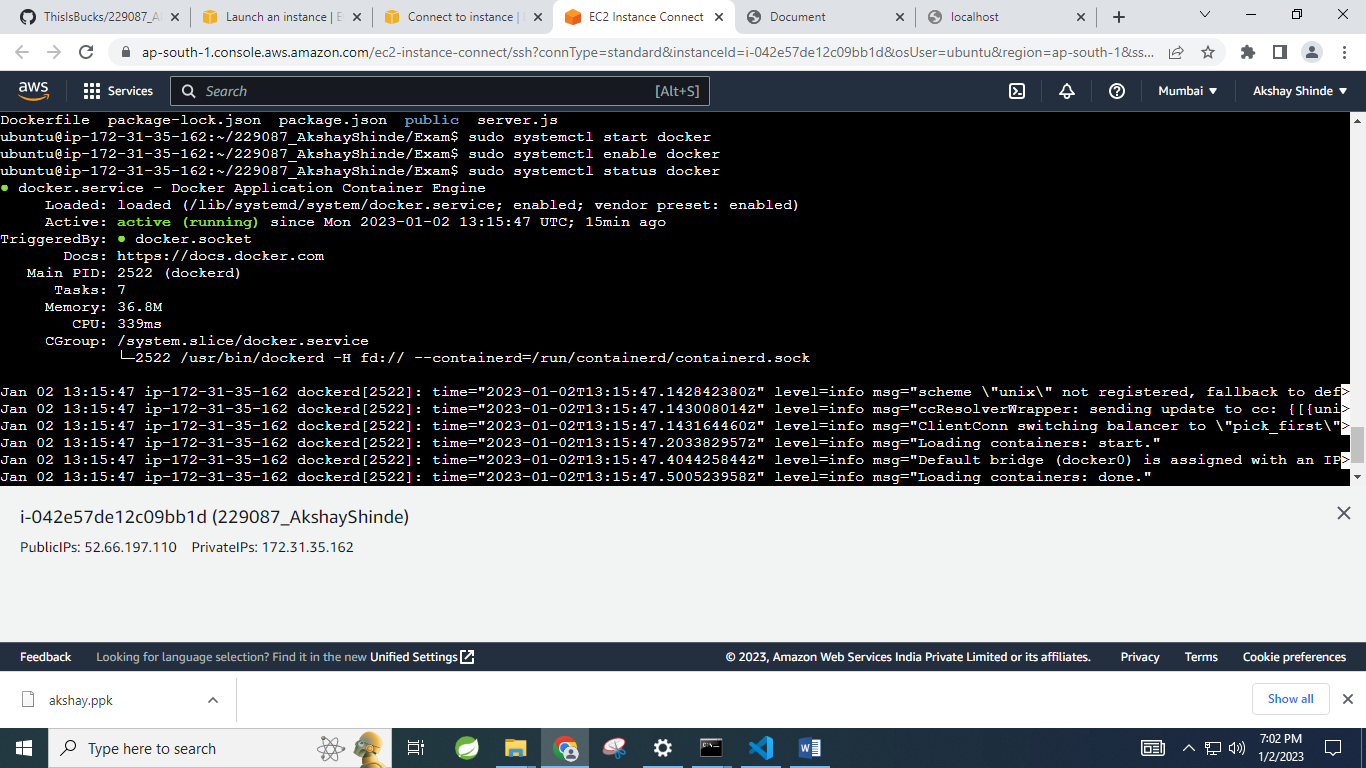 ThisIsBucks/229087_A
Launch an instance | E
Connect to instance |
EC2 Instance Connect
Document
localhost
ap-south-1.console.aws.amazon.com/ec2-instance-connect/ssh?connType=standard&instanceId=i-042e57de12c09bb1d&osUser=ubuntu&region=ap-south-1&ss...
aws
Services
Search
[Alt+S]
Mumbai
Akshay Shinde
Dockerfile package-lock.json package.json public server.js
ubuntu@ip-172-31-35-162:~/229087_AkshayShinde/Exam$ sudo systemctl start docker
ubuntu@ip-172-31-35-162:~/229087_AkshayShinde/Exam$ sudo systemctl enable docker
ubuntu@ip-172-31-35-162:~/229087_AkshayShinde/Exam$ sudo systemctl status docker
● docker.service - Docker Application Container Engine
Loaded: loaded (/lib/systemd/system/docker.service; enabled; vendor preset: enabled)
Active: active (running) since Mon 2023-01-02 13:15:47 UTC; 15min ago
TriggeredBy: ● docker.socket
Docs: https://docs.docker.com
Main PID: 2522 (dockerd)
Tasks: 7
Memory: 36.8M
CPU: 339ms
CGroup: /system.slice/docker.service
└─2522 /usr/bin/dockerd -H fd:// --containerd=/run/containerd/containerd.sock
Jan 02 13:15:47 ip-172-31-35-162 dockerd[2522]: time="2023-01-02T13:15:47.142842380Z" level=info msg="scheme \"unix\" not registered, fallback to def>
Jan 02 13:15:47 ip-172-31-35-162 dockerd[2522]: time="2023-01-02T13:15:47.143008014Z" level=info msg="ccResolverWrapper: sending update to cc: {[{uni>
Jan 02 13:15:47 ip-172-31-35-162 dockerd[2522]: time="2023-01-02T13:15:47.143164460Z" level=info msg="ClientConn switching balancer to \"pick_first\">
Jan 02 13:15:47 ip-172-31-35-162 dockerd[2522]: time="2023-01-02T13:15:47.203382957Z" level=info msg="Loading containers: start."
Jan 02 13:15:47 ip-172-31-35-162 dockerd[2522]: time="2023-01-02T13:15:47.404425844Z" level=info msg="Default bridge (docker0) is assigned with an IP>
Jan 02 13:15:47 ip-172-31-35-162 dockerd[2522]: time="2023-01-02T13:15:47.500523958Z" level=info msg="Loading containers: done."
i-042e57de12c09bb1d (229087_AkshayShinde)
PublicIPs: 52.66.197.110 PrivateIPs: 172.31.35.162
Feedback
Looking for language selection? Find it in the new Unified Settings
© 2023, Amazon Web Services India Private Limited or its affiliates.
Privacy
Terms
Cookie preferences
akshay.ppk
Show all
Type here to search
7:02 PM
1/2/2023